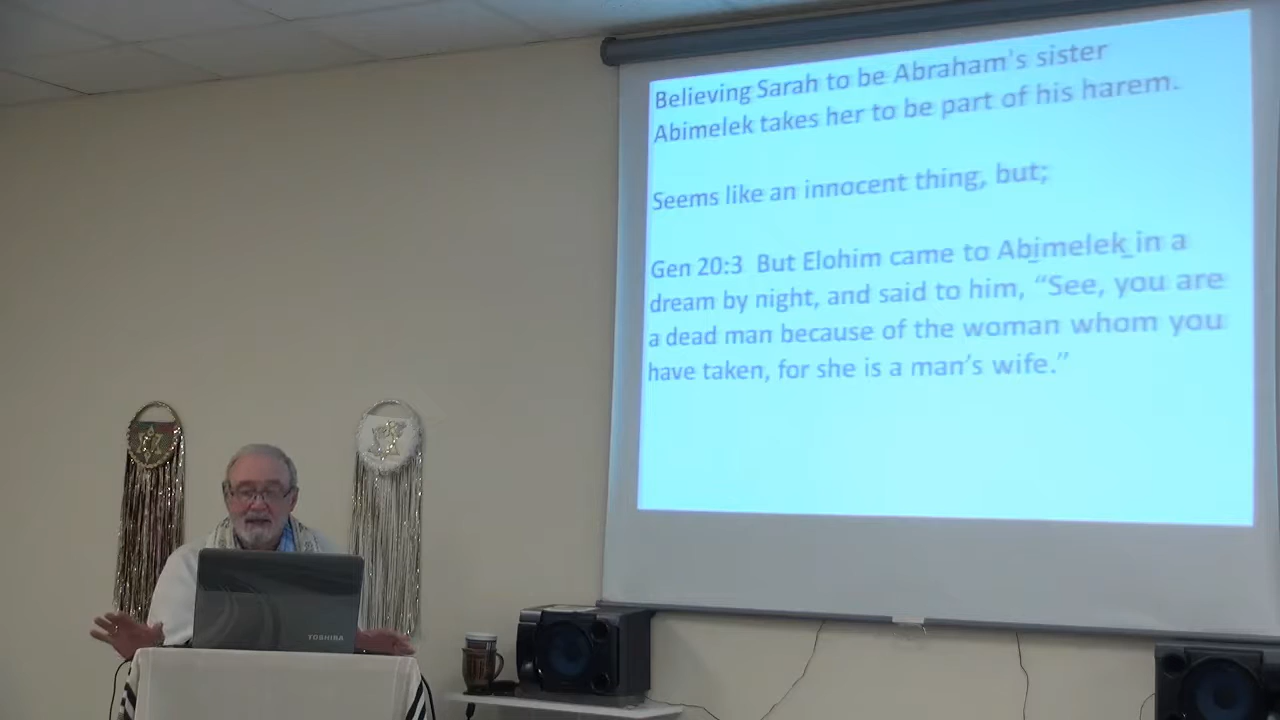 Believing Sarah to be Abraham's sister
Abimelek takes her to be part of his harem.
Seems like an innocent thing, but;
Gen 20:3 But Elohim came to Abimelek in a
dream by night, and said to him, “See, you are
a dead man because of the woman whom you
have taken, for she is a man’s wife.”
TOSHIBA